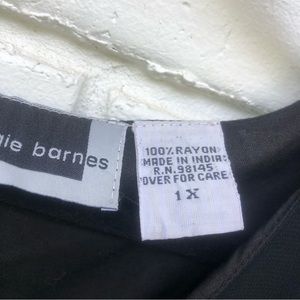 gie barnes
100% RAYON
MADE IN INDIA
R.N. 98145
OVER FOR CARE
1X